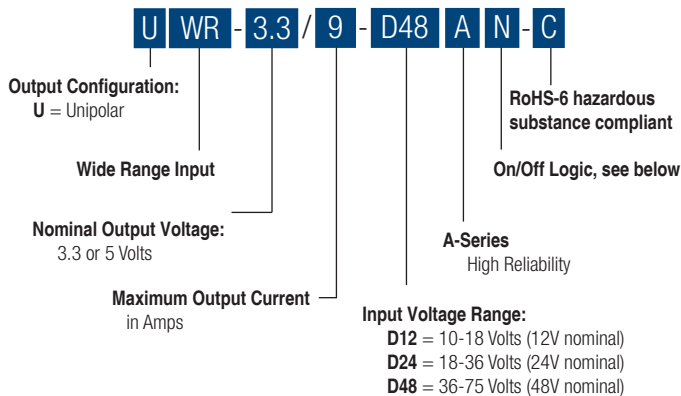 U WR - 3.3 / 9 - D48 A N - C
Output Configuration:
U = Unipolar
RoHS-6 hazardous
substance compliant
Wide Range Input
On/Off Logic, see below
Nominal Output Voltage:
3.3 or 5 Volts
A-Series
High Reliability
Maximum Output Current
in Amps
Input Voltage Range:
D12 = 10-18 Volts (12V nominal)
D24 = 18-36 Volts (24V nominal)
D48 = 36-75 Volts (48V nominal)